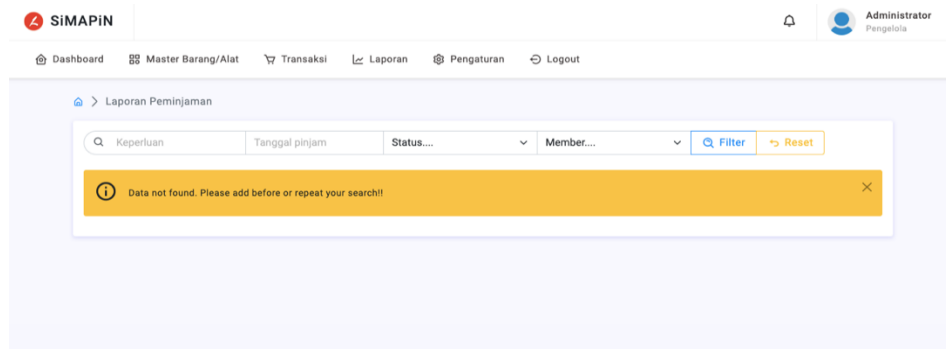 SiMAPiN
Administrator
Pengelola
Dashboard Master Barang/Alat Transaksi Laporan Pengaturan Logout
Laporan Peminjaman
Keperluan Tanggal pinjam Status.... Member.... Filter Reset
Data not found. Please add before or repeat your search!!